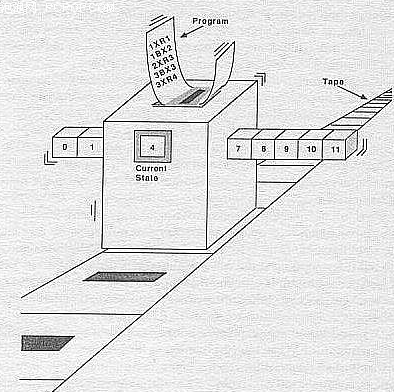 Program
1XR1
1BX2
2XR3
3BX3
3XR4
Tape
0 1 4 7 8 9 10 11
Current
State